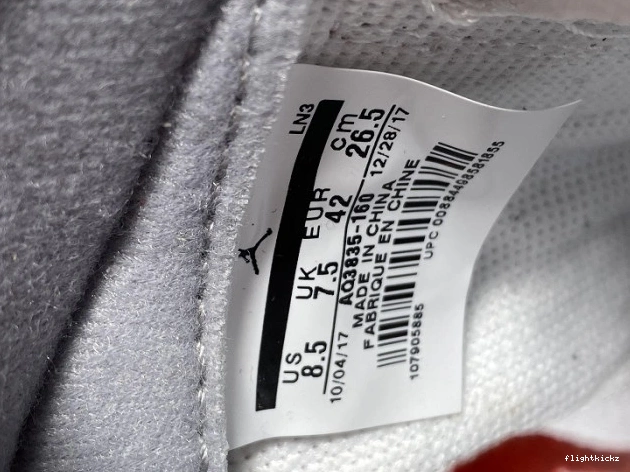 LN3
US UK EUR cm
8.5 7.5 42 26.5
10/04/17 AQ3835-160 12/28/17
MADE IN CHINA
FABRIQUE EN CHINE
107905885
UPC 00884498581855
flightkickz